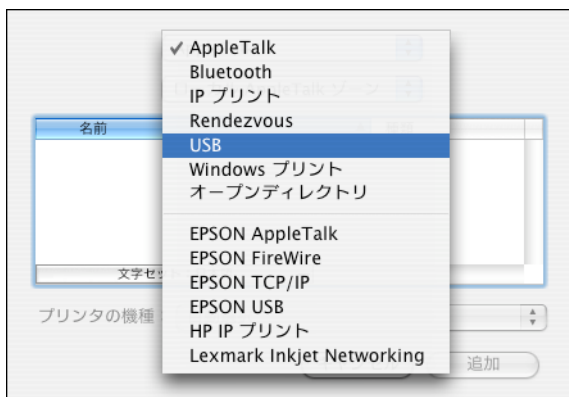 AppleTalk
Bluetooth
IP プリント
Rendezvous
名前
USB
Windows プリント
オープンディレクトリ
EPSON AppleTalk
EPSON FireWire
文字セッ
EPSON TCP/IP
EPSON USB
プリンタの機種
HP IP プリント
Lexmark Inkjet Networking
追加